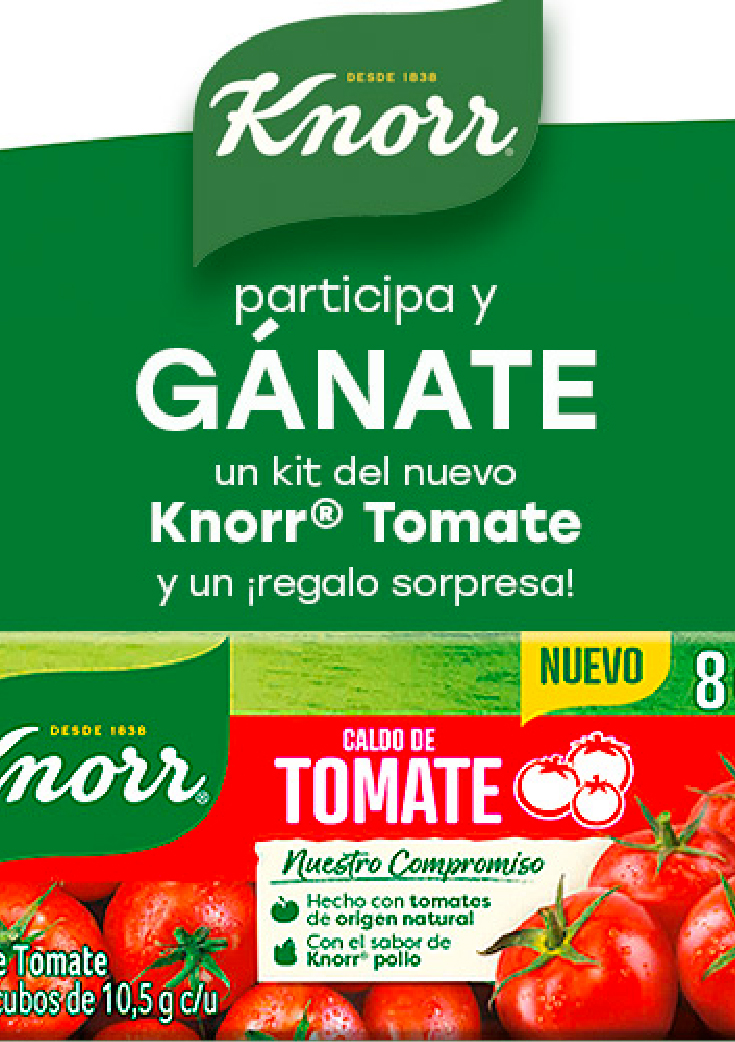 DESDE 1838
Knorr®
participa y
GÁNATE
un kit del nuevo
Knorr® Tomate
y un ¡regalo sorpresa!
NUEVO
8
DESDE 1838
norr®
CALDO DE
TOMATE
Nuestro Compromiso
Hecho con tomates
de origen natural
Con el sabor de
Knorr® pollo
e Tomate
cubos de 10,5 g c/u